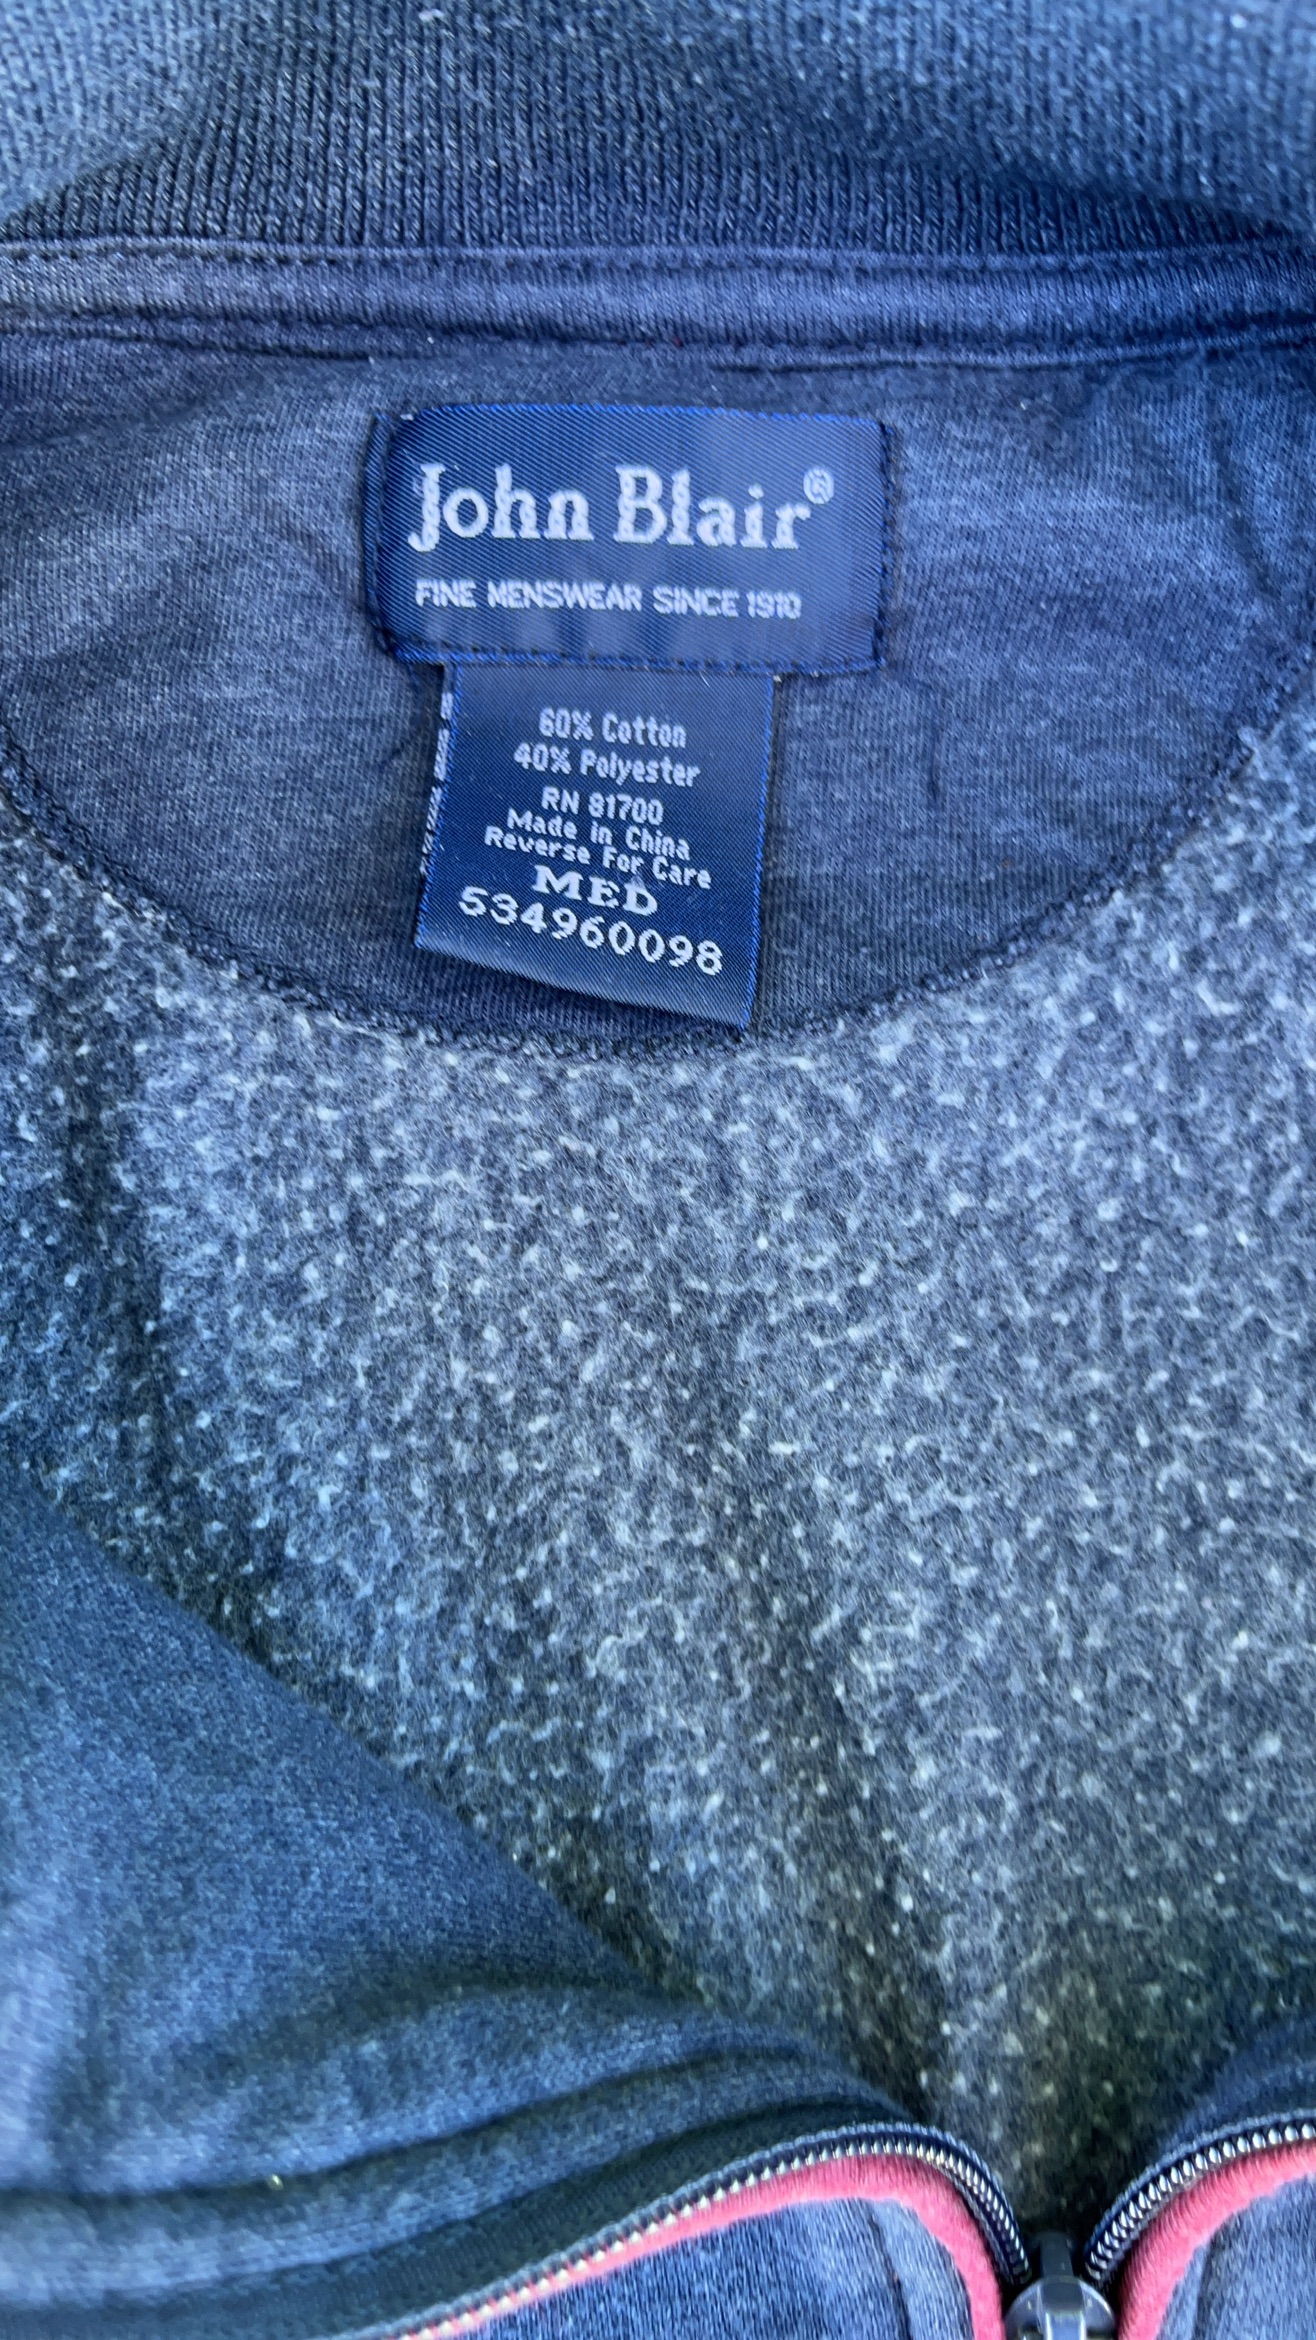 John Blair®
FINE MENSWEAR SINCE 1910
60% Cotton
40% Polyester
RN 81700
Made in China
Reverse For Care
MED
534960098